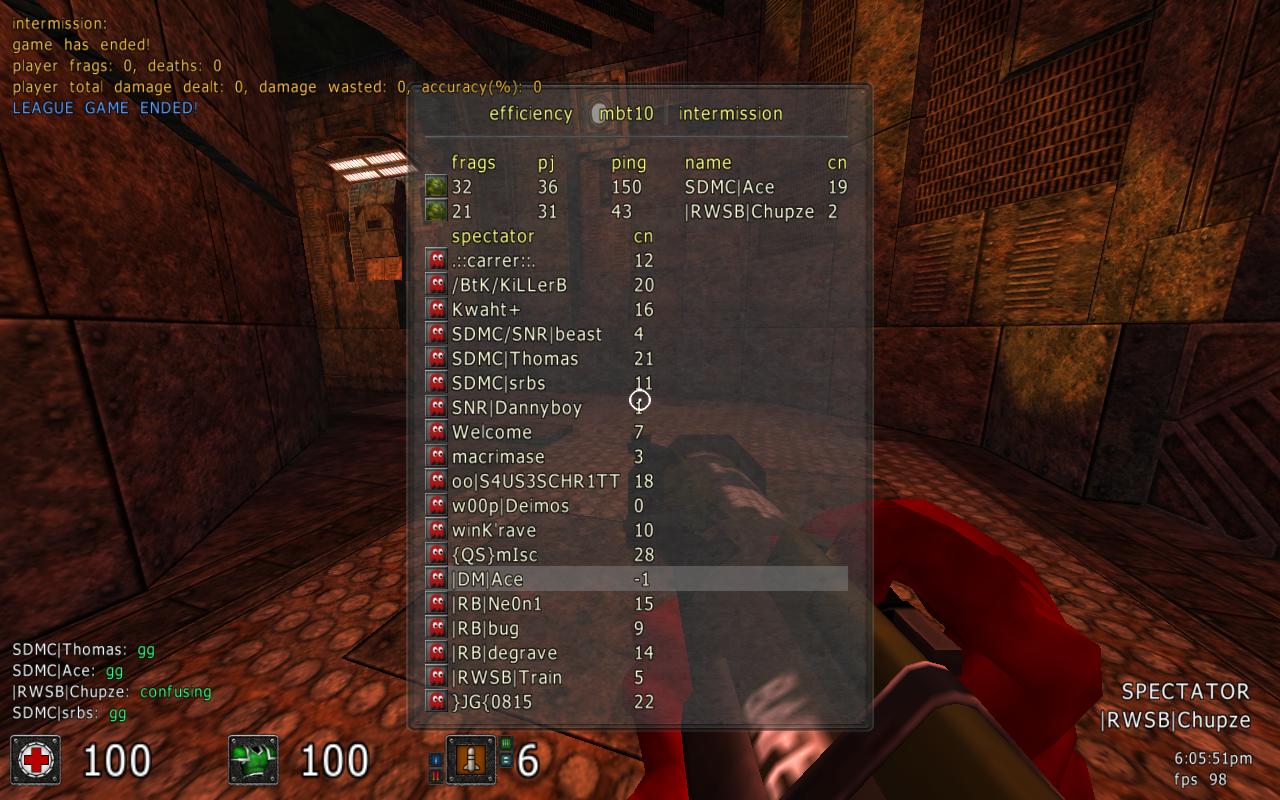 intermission:
game has ended!
player frags: 0, deaths: 0
player total damage dealt: 0, damage wasted: 0, accuracy(%): 0
LEAGUE GAME ENDED!
efficiency mbt10 intermission
frags pj ping name cn
32 36 150 SDMC|Ace 19
21 31 43 |RWSB|Chupze 2
spectator cn
.::carrer::. 12
/BtK/KiLLerB 20
Kwaht+ 16
SDMC/SNR|beast 4
SDMC|Thomas 21
SDMC|srbs 11
SNR|Dannyboy
Welcome 7
macrimase 3
oo|S4US3SCHR1TT 18
w00p|Deimos 0
winK'rave 10
{QS}mIsc 28
|DM|Ace -1
|RB|Ne0n1 15
|RB|bug 9
|RB|degrave 14
|RWSB|Train 5
}JG{0815 22
SDMC|Thomas: gg
SDMC|Ace: gg
|RWSB|Chupze: confusing
SDMC|srbs: gg
SPECTATOR
|RWSB|Chupze
6:05:51pm
fps 98
100 100 6